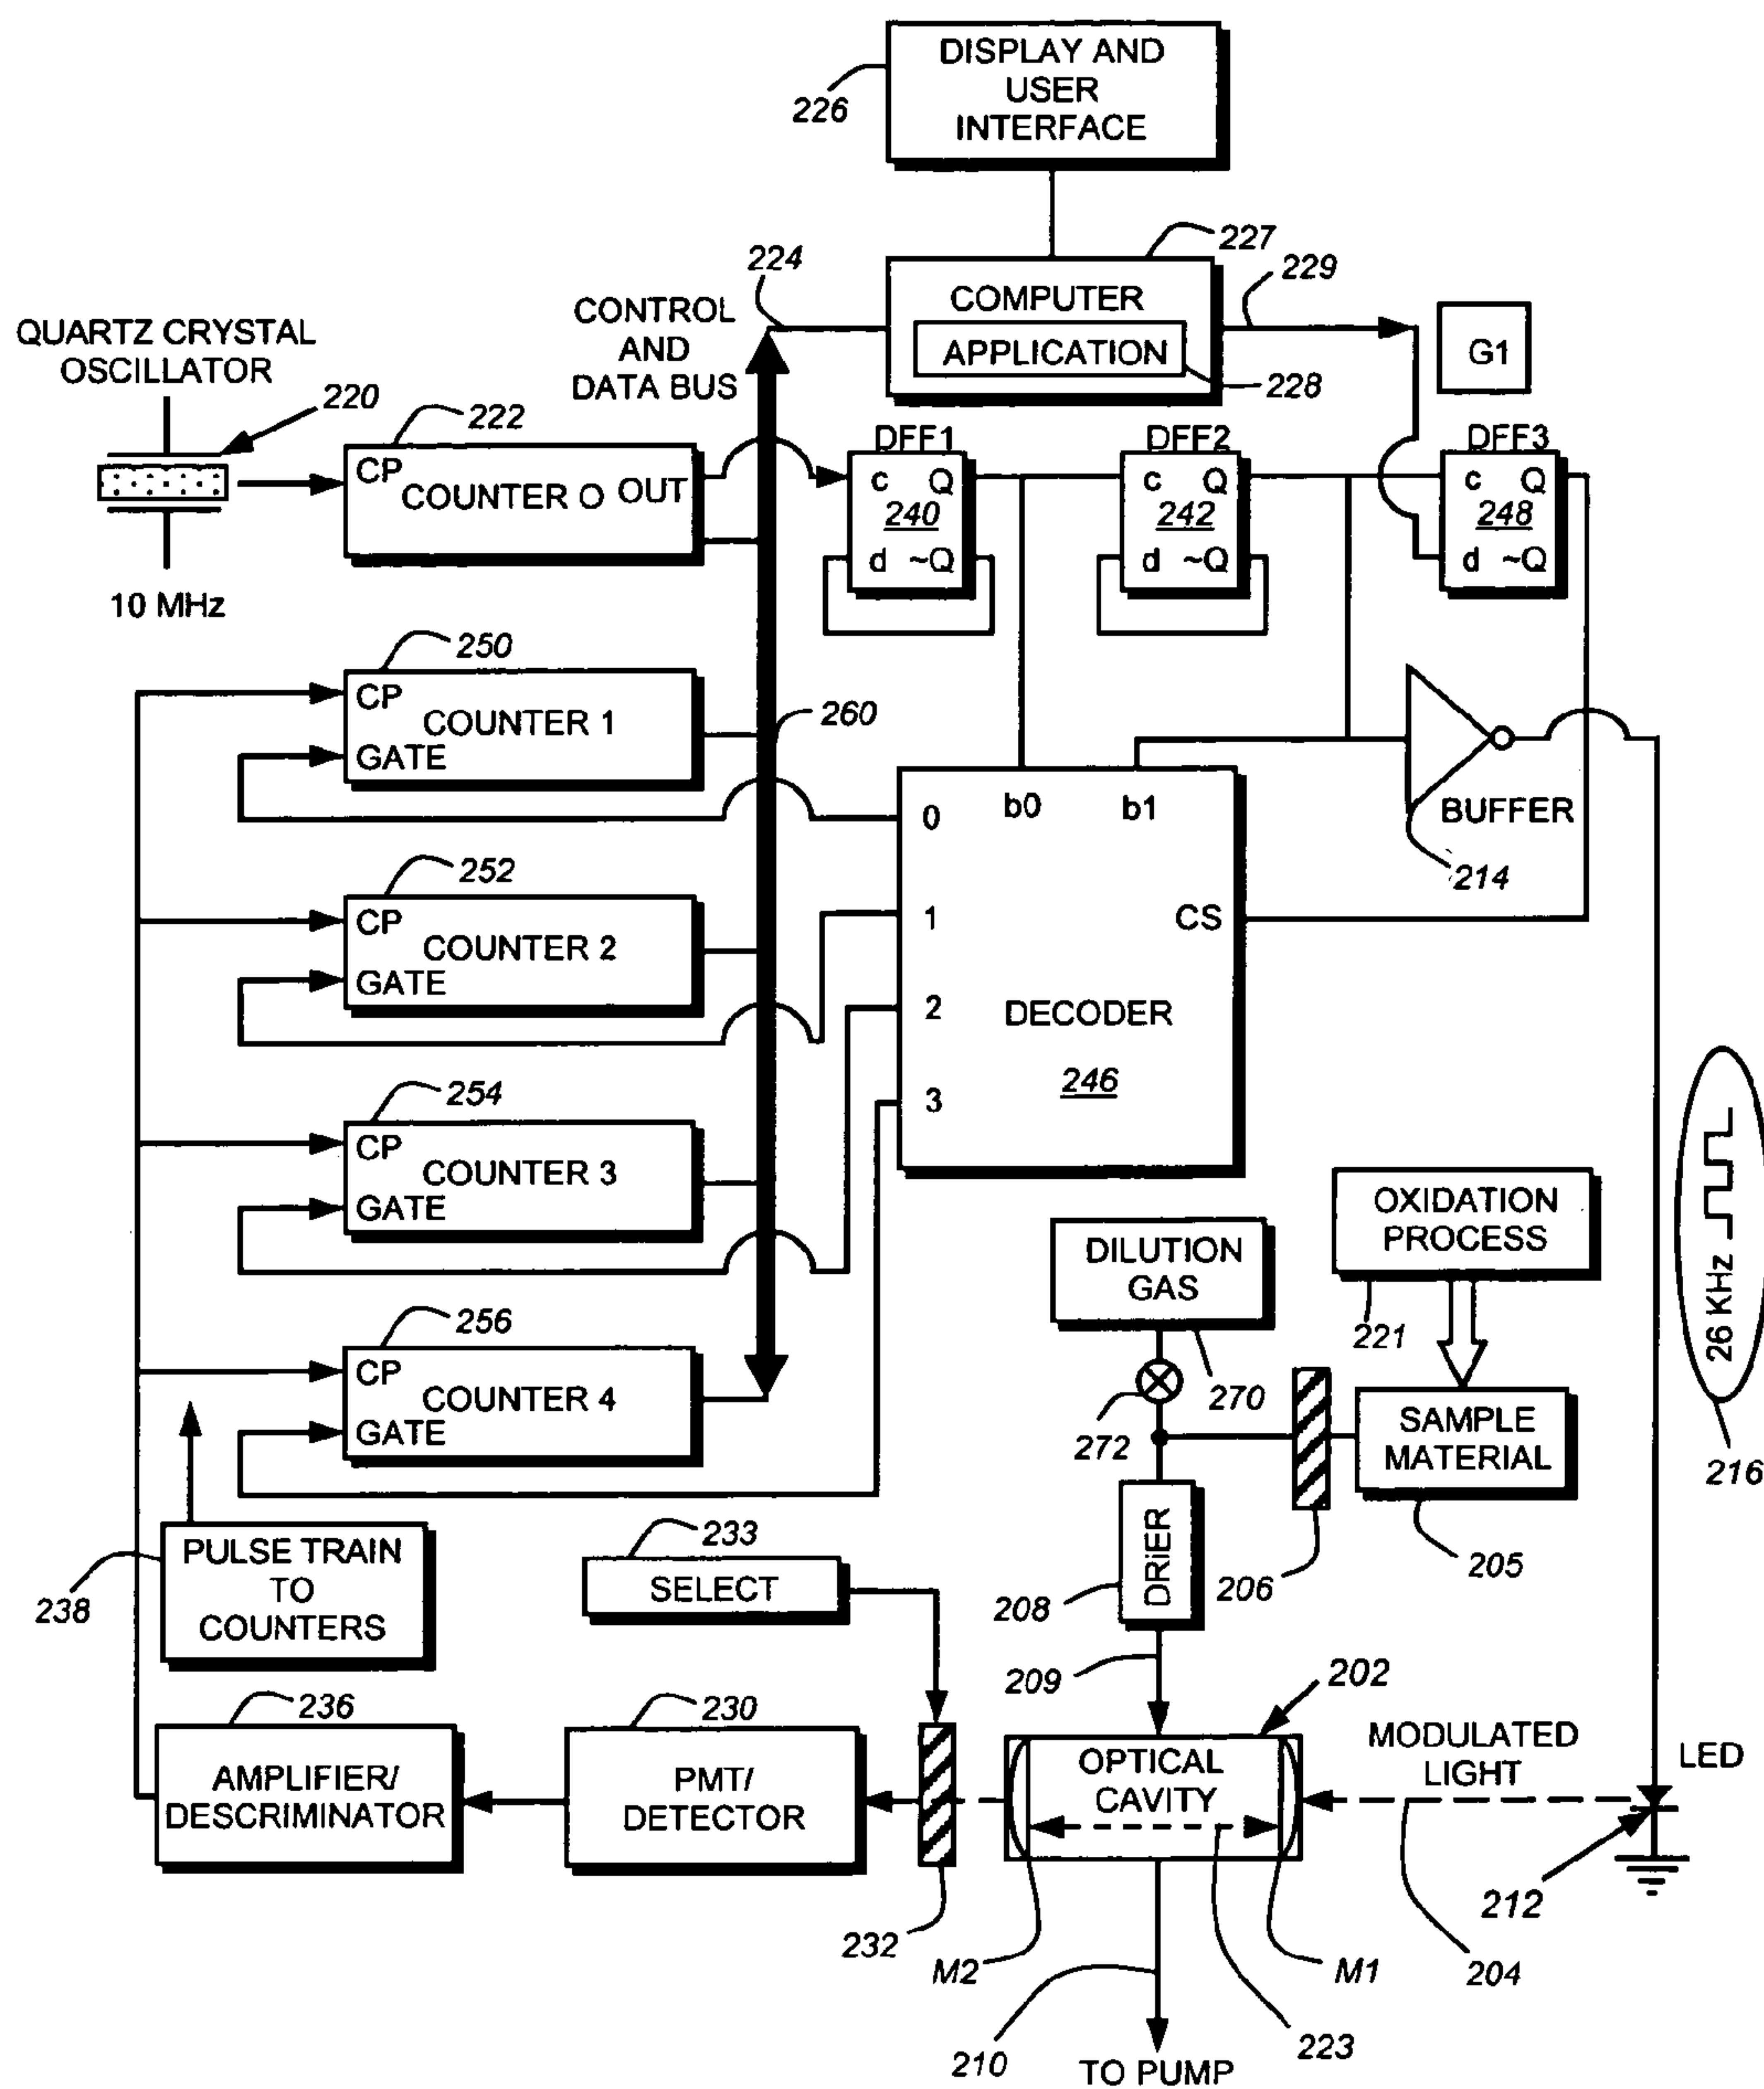 DISPLAY AND
USER
INTERFACE
226
227
224
229
COMPUTER
APPLICATION
228
G1
CONTROL
AND
DATA BUS
QUARTZ CRYSTAL
OSCILLATOR
220
10 MHz
222
CP
COUNTER O OUT
DFF1
c Q
240
d ~Q
DFF2
c Q
242
d ~Q
DFF3
c Q
248
d ~Q
250
CP
COUNTER 1
GATE
260
252
CP
COUNTER 2
GATE
254
CP
COUNTER 3
GATE
256
CP
COUNTER 4
GATE
b0 b1
0
1
2
3
CS
DECODER
246
BUFFER
214
26 KHz
216
OXIDATION
PROCESS
221
DILUTION
GAS
270
272
SAMPLE
MATERIAL
205
206
DRiER
208
209
PULSE TRAIN
TO
COUNTERS
238
233
SELECT
236
AMPLIFIER/
DESCRIMINATOR
230
PMT/
DETECTOR
232
202
OPTICAL
CAVITY
MODULATED
LIGHT
LED
212
204
M2
M1
210
223
TO PUMP